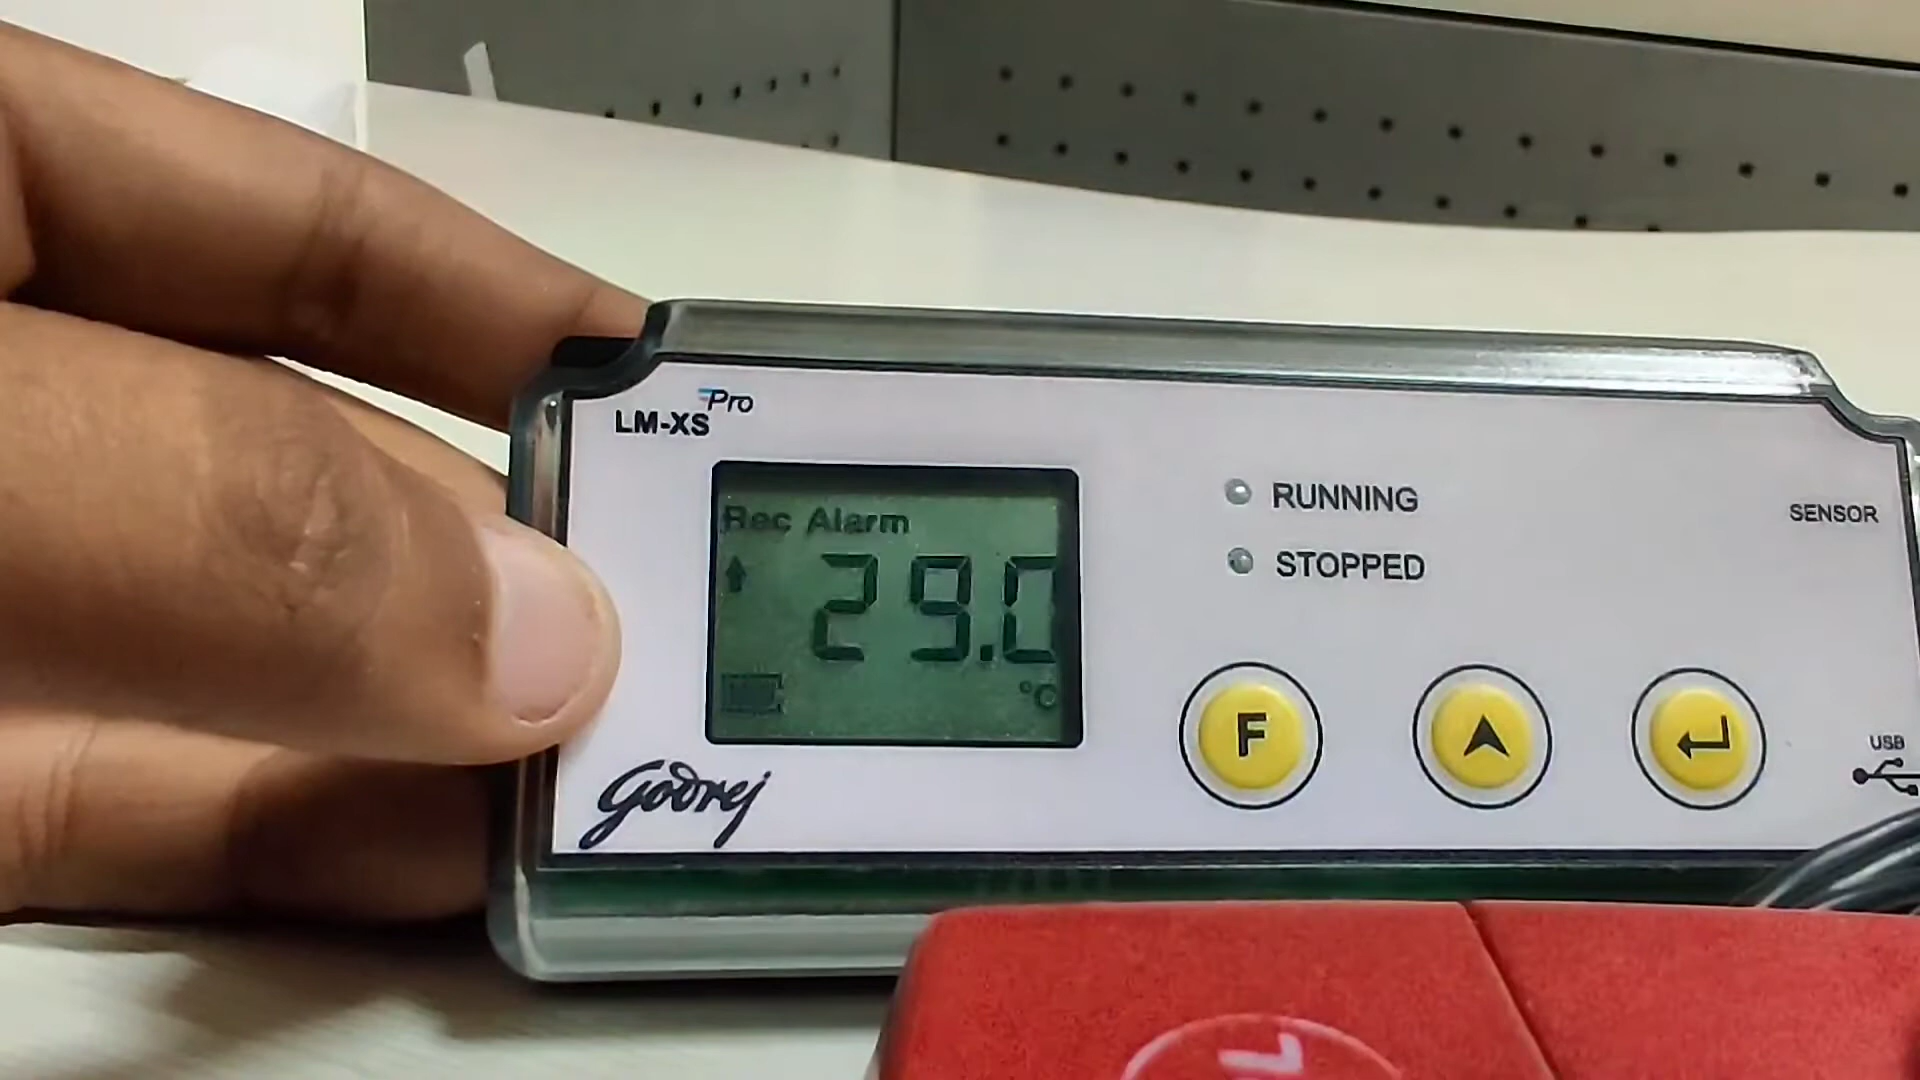 LM-XS Pro
Rec Alarm
29.0
°C
RUNNING
STOPPED
SENSOR
F
USB
Godrej